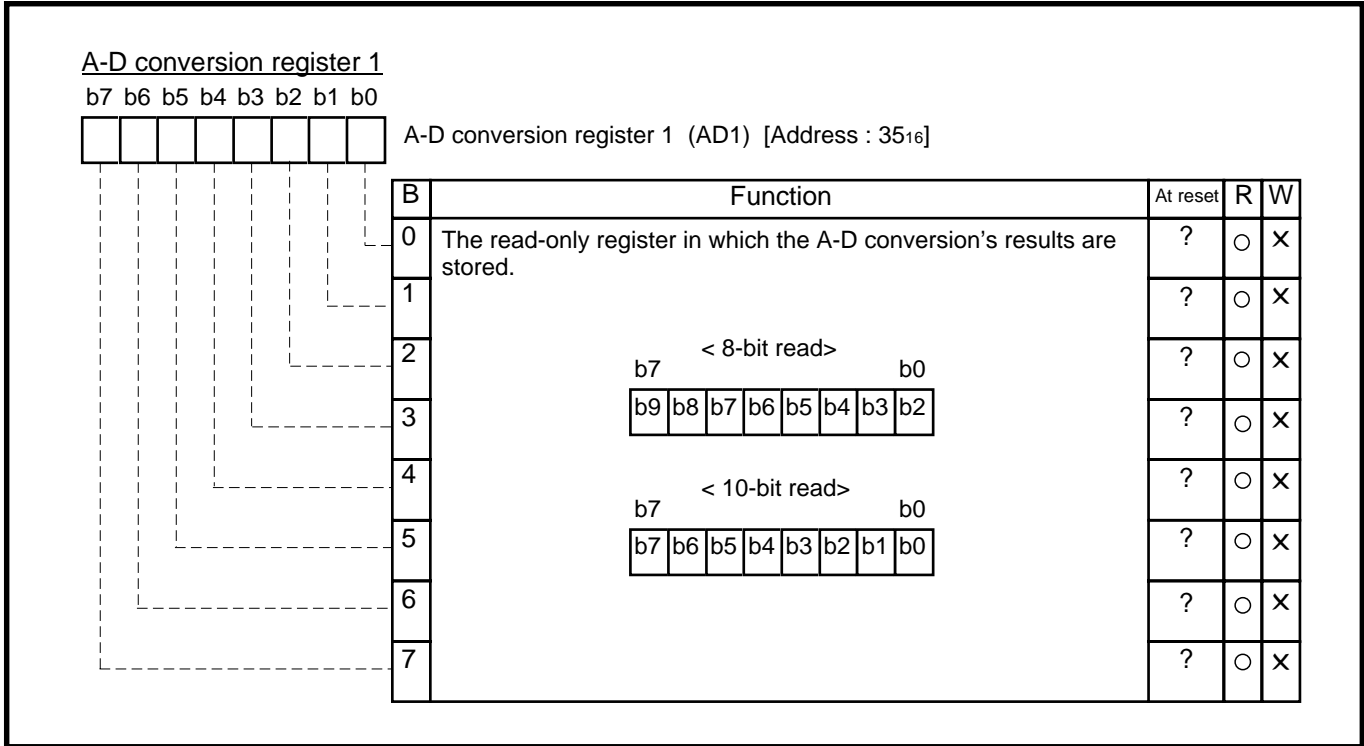 A-D conversion register 1
b7 b6 b5 b4 b3 b2 b1 b0
A-D conversion register 1 (AD1) [Address : 35₁₆]
B Function At reset R W
0 The read-only register in which the A-D conversion’s results are ? ○ ×
stored.
1 ? ○ ×
< 8-bit read>
2 ? ○ ×
b7 b0
b9 b8 b7 b6 b5 b4 b3 b2
3 ? ○ ×
4 ? ○ ×
< 10-bit read>
b7 b0
5 ? ○ ×
b7 b6 b5 b4 b3 b2 b1 b0
6 ? ○ ×
7 ? ○ ×